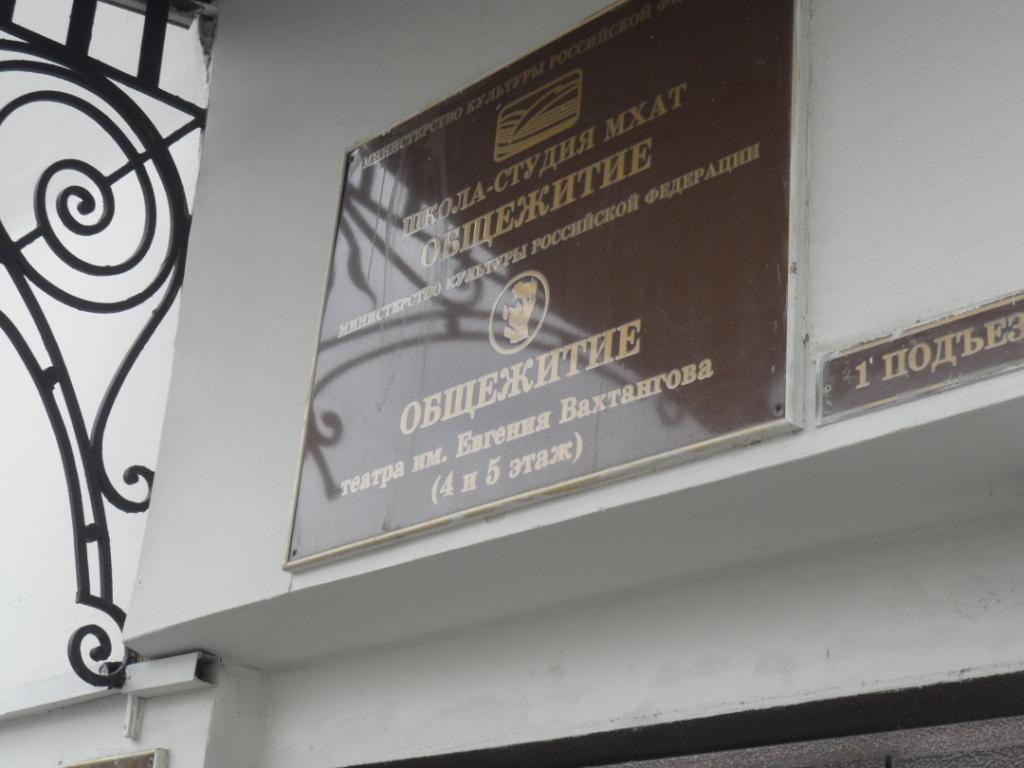 МИНИСТЕРСТВО КУЛЬТУРЫ РОССИЙСКОЙ
ШКОЛА-СТУДИЯ МХАТ
ОБЩЕЖИТИЕ
МИНИСТЕРСТВО КУЛЬТУРЫ РОССИЙСКОЙ ФЕДЕРАЦИИ
ОБЩЕЖИТИЕ
театра им. Евгения Вахтангова
(4 и 5 этаж)
1 ПОДЪЕЗ